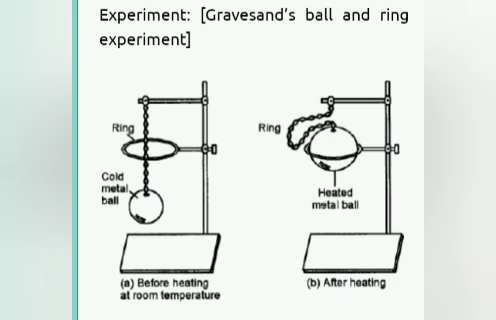 Experiment: [Gravesand's ball and ring
experiment]
Ring
Cold
metal
ball
(a) Before heating
at room temperature
Ring
Heated
metal ball
(b) After heating